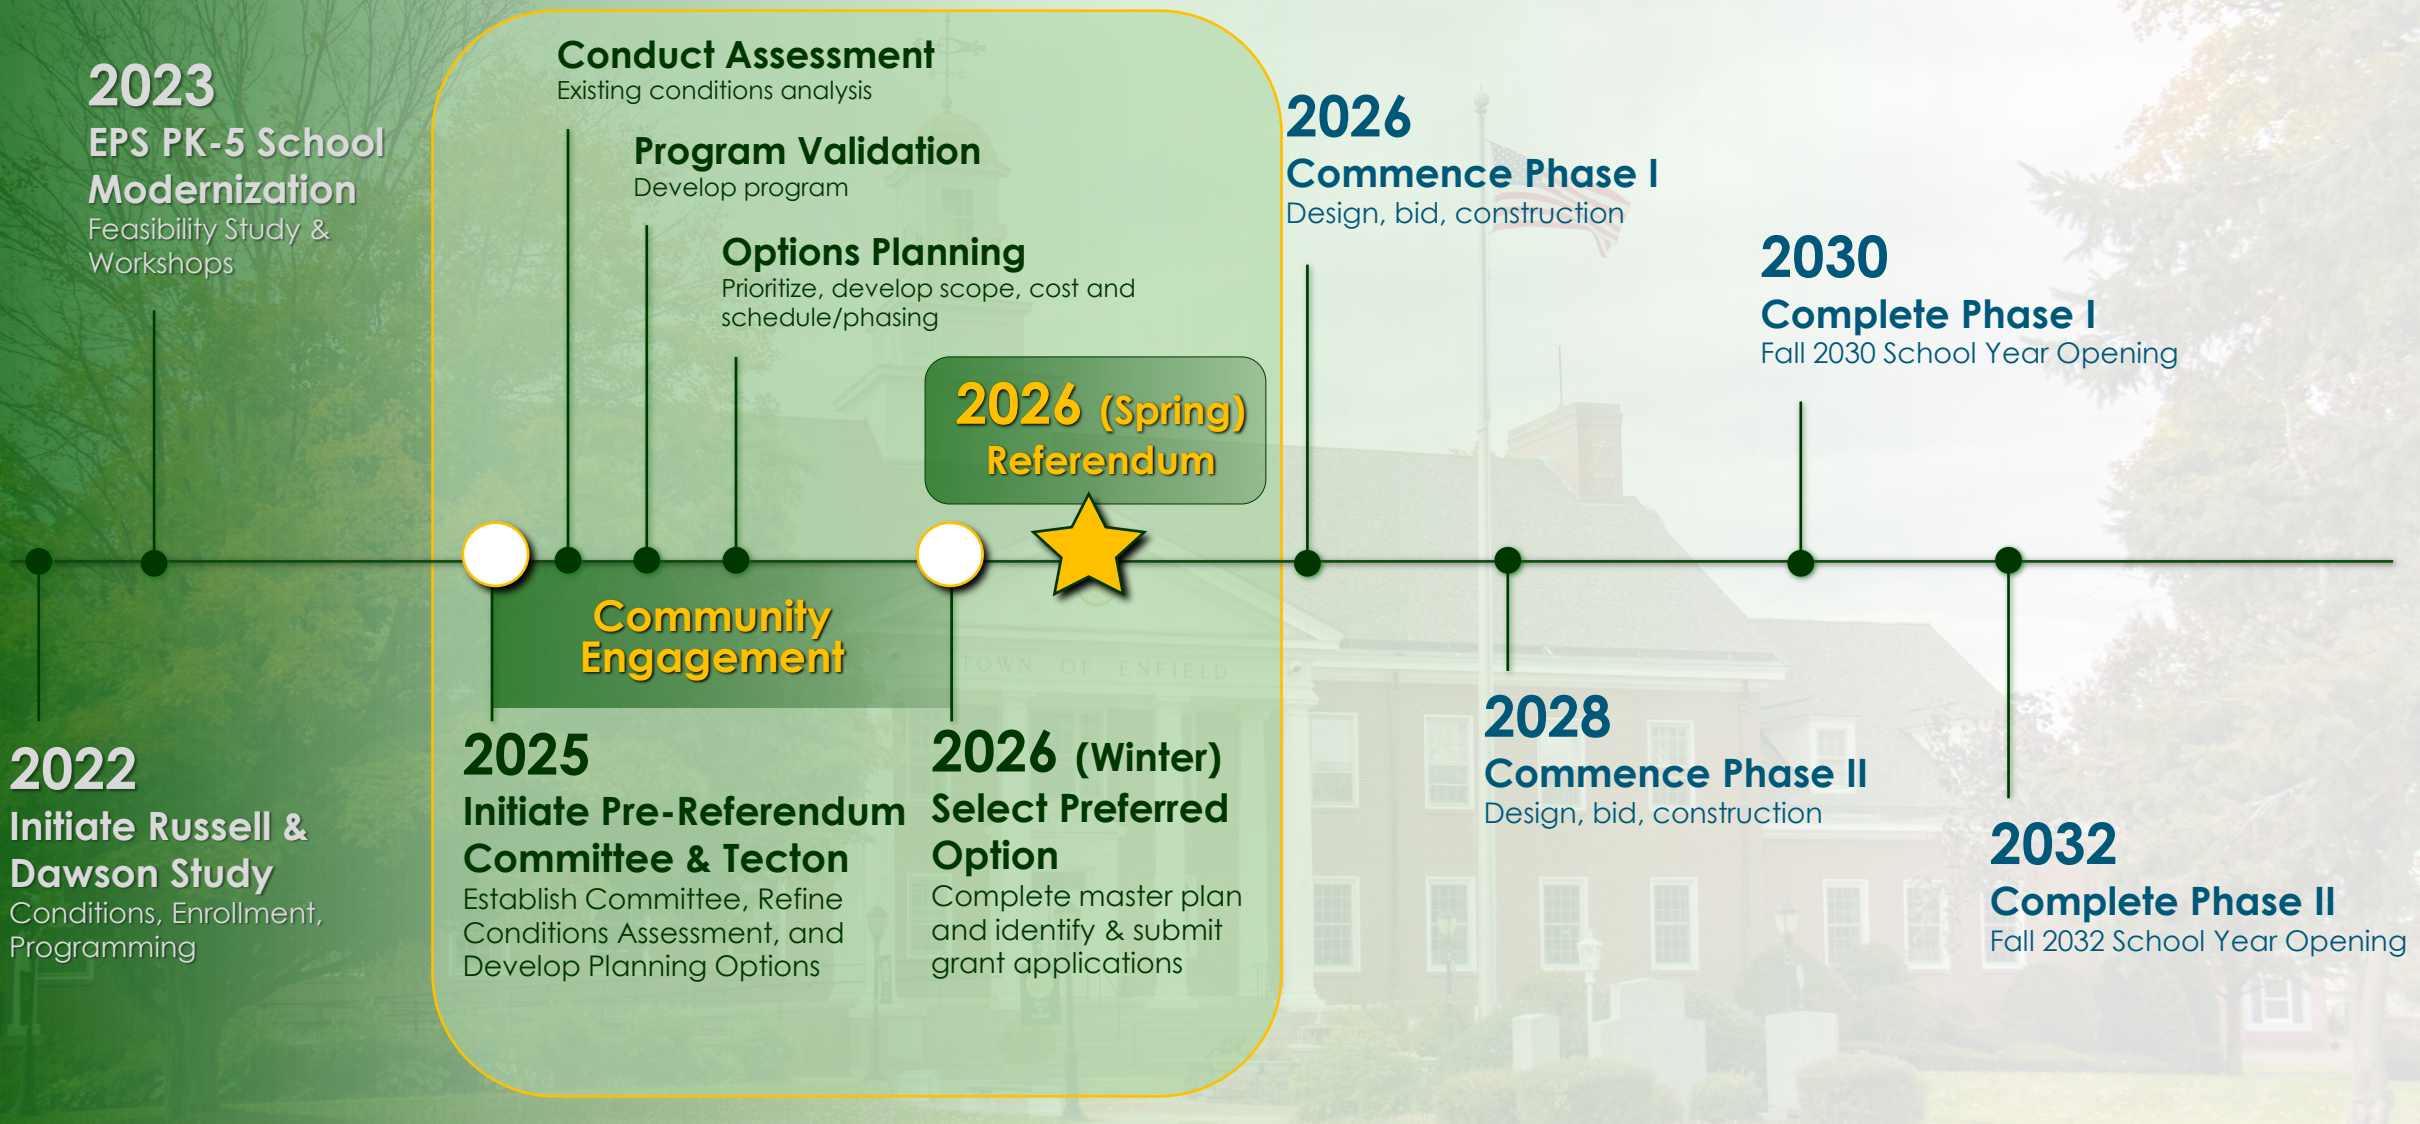 2023
EPS PK-5 School
Modernization
Feasibility Study &
Workshops
2022
Initiate Russell &
Dawson Study
Conditions, Enrollment,
Programming
Conduct Assessment
Existing conditions analysis
Program Validation
Develop program
Options Planning
Prioritize, develop scope, cost and
schedule/phasing
2026 (Spring)
Referendum
Community
Engagement
2025
Initiate Pre-Referendum
Committee & Tecton
Establish Committee, Refine
Conditions Assessment, and
Develop Planning Options
2026 (Winter)
Select Preferred
Option
Complete master plan
and identify & submit
grant applications
TOWN OF ENFIELD
2026
Commence Phase I
Design, bid, construction
2028
Commence Phase II
Design, bid, construction
2030
Complete Phase I
Fall 2030 School Year Opening
2032
Complete Phase II
Fall 2032 School Year Opening